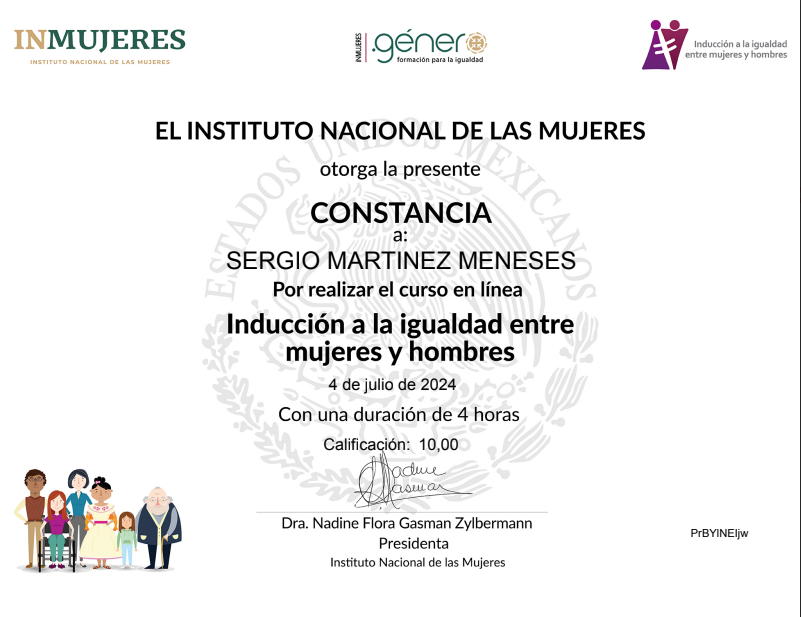 INMUJERES
INSTITUTO NACIONAL DE LAS MUJERES
INMUJERES
.género
formación para la igualdad
Inducción a la igualdad
entre mujeres y hombres
ESTADOS UNIDOS MEXICANOS
EL INSTITUTO NACIONAL DE LAS MUJERES
otorga la presente
CONSTANCIA
a:
SERGIO MARTINEZ MENESES
Por realizar el curso en línea
Inducción a la igualdad entre
mujeres y hombres
4 de julio de 2024
Con una duración de 4 horas
Calificación: 10,00
Nadine
Gasman
Dra. Nadine Flora Gasman Zylbermann
Presidenta
Instituto Nacional de las Mujeres
PrBYlNEljw